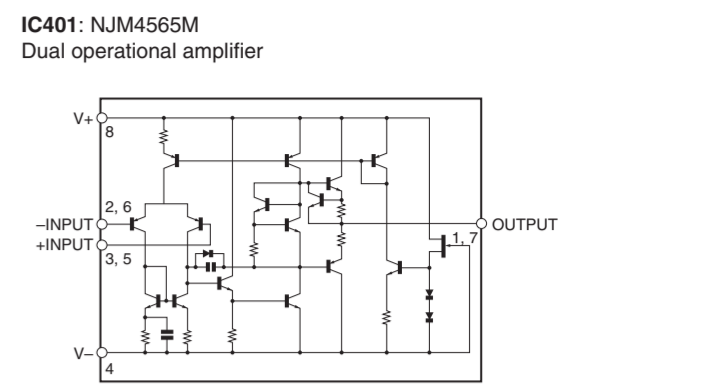 IC401: NJM4565M
Dual operational amplifier
V+
8
2, 6
–INPUT
+INPUT
3, 5
OUTPUT
1, 7
V–
4